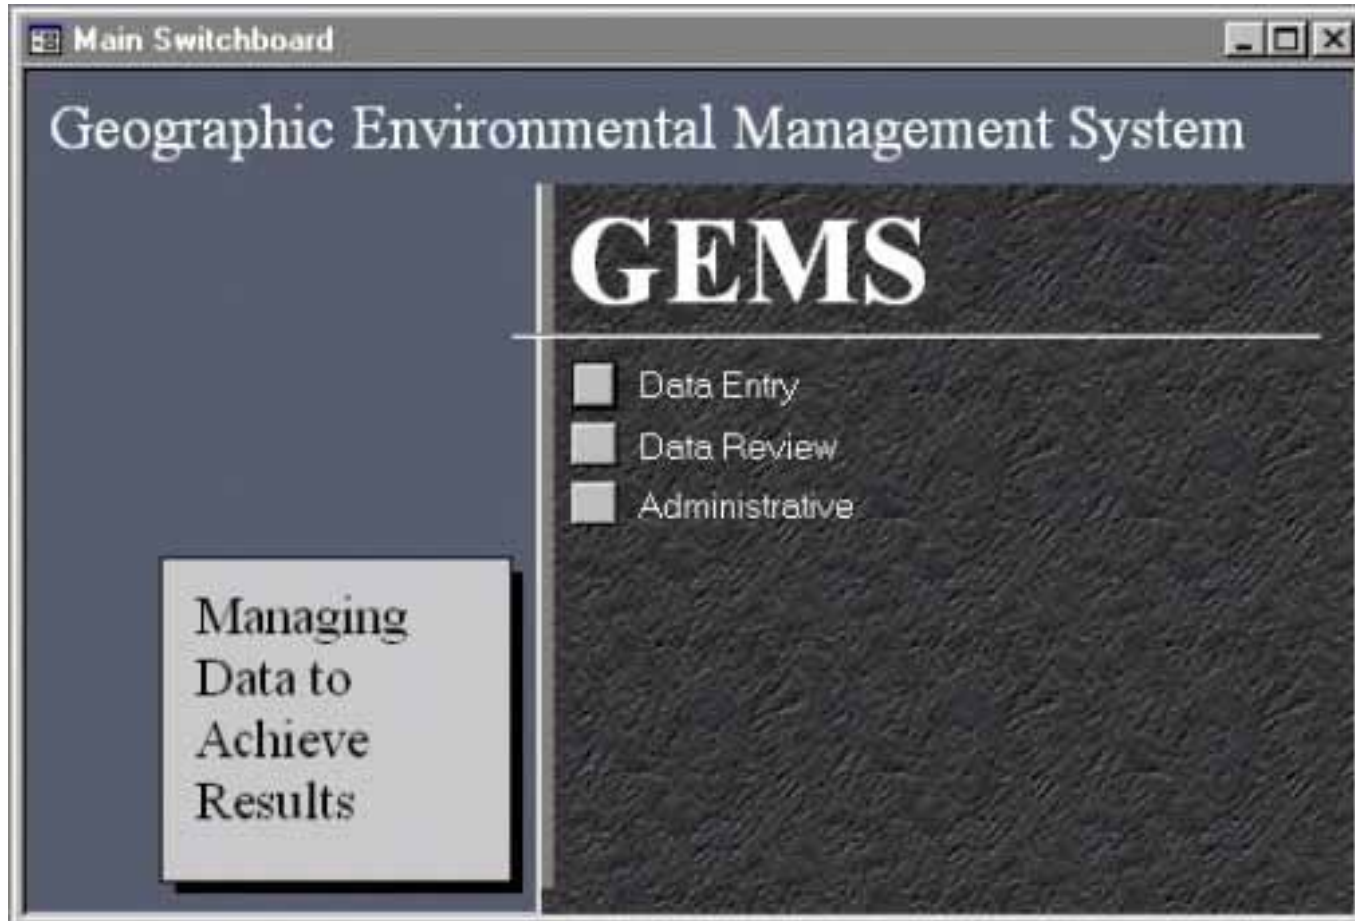 Main Switchboard
Geographic Environmental Management System
GEMS
Data Entry
Data Review
Administrative
Managing
Data to
Achieve
Results